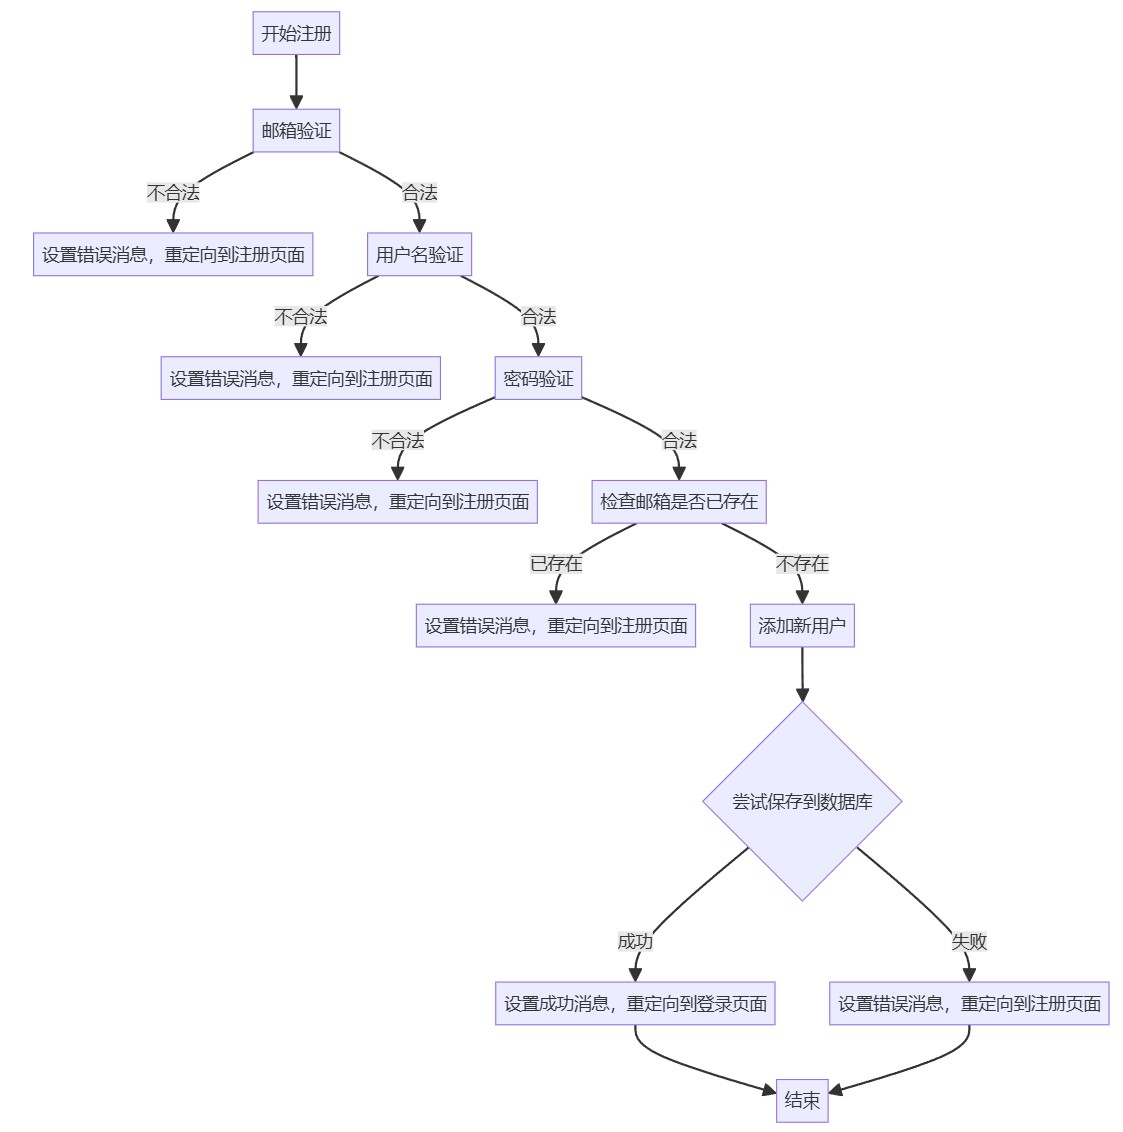 开始注册
邮箱验证
不合法
合法
设置错误消息，重定向到注册页面
用户名验证
不合法
合法
设置错误消息，重定向到注册页面
密码验证
不合法
合法
设置错误消息，重定向到注册页面
检查邮箱是否已存在
已存在
不存在
设置错误消息，重定向到注册页面
添加新用户
尝试保存到数据库
成功
失败
设置成功消息，重定向到登录页面
设置错误消息，重定向到注册页面
结束